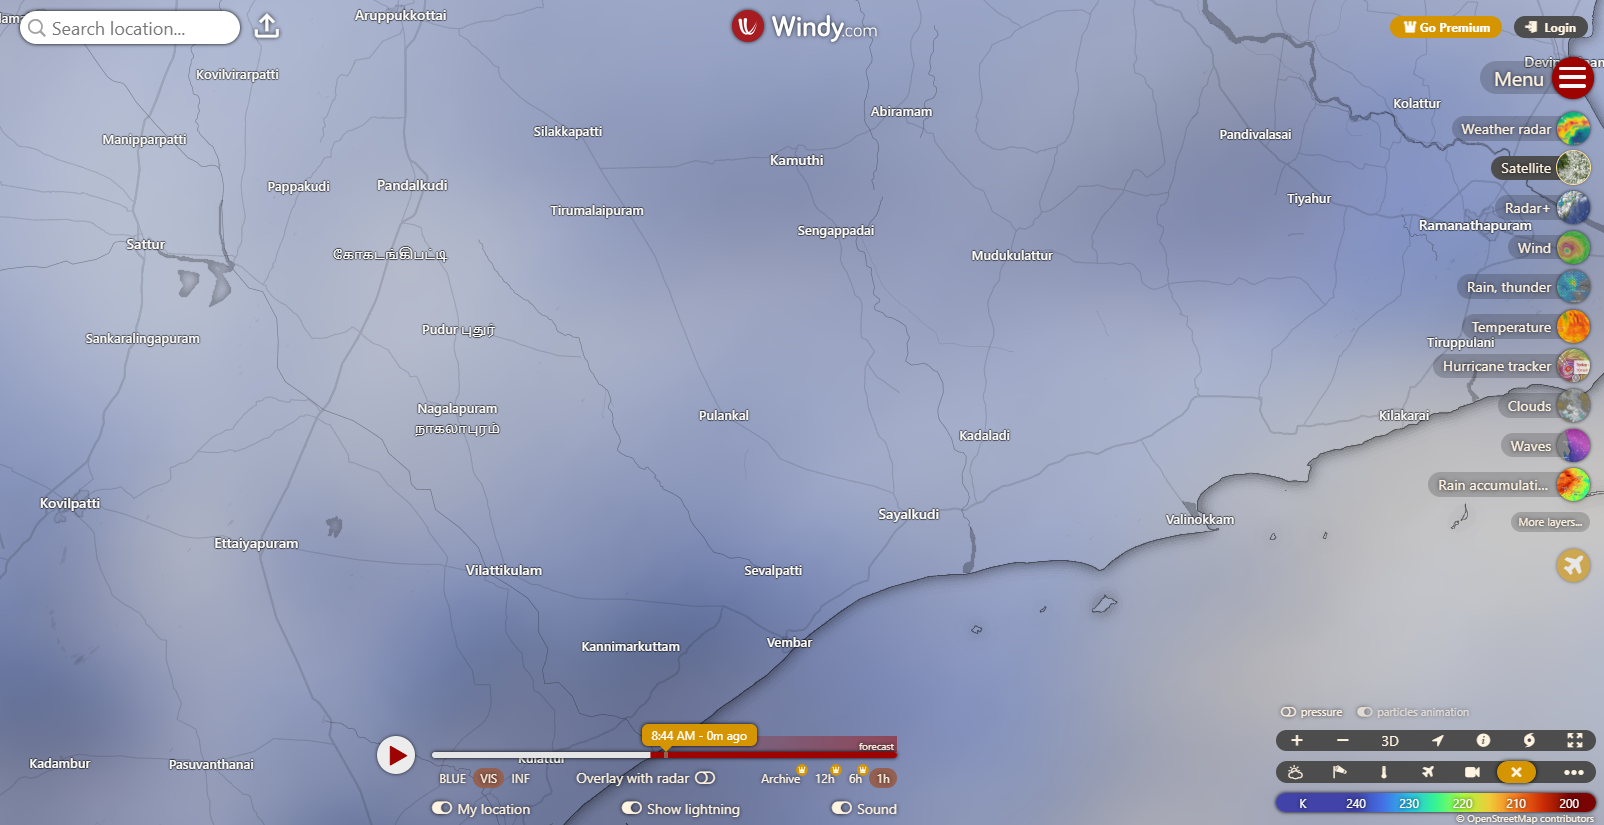 Search location...
Windy.com
Go Premium
Login
Menu
Weather radar
Satellite
Radar+
Wind
Rain, thunder
Temperature
Hurricane tracker
Clouds
Waves
Rain accumulati...
More layers...
Aruppukkottai
Kovilvirarpatti
Manipparpatti
Silakkapatti
Abiramam
Kolattur
Pandivalasai
Kamuthi
Pappakudi
Pandalkudi
Tirumalaipuram
Tiyahur
Ramanathapuram
Sengappadai
Sattur
கோகடங்கிபட்டி
Mudukulattur
Sankaralingapuram
Pudur புதுர்
Tiruppulani
Nagalapuram
நாகலாபுரம்
Pulankal
Kadaladi
Kilakarai
Kovilpatti
Sayalkudi
Valinokkam
Ettaiyapuram
Vilattikulam
Sevalpatti
Kannimarkuttam
Vembar
Kadambur
Pasuvanthanai
Kulattur
8:44 AM - 0m ago
forecast
BLUE VIS INF
Overlay with radar
Archive 12h 6h 1h
My location
Show lightning
Sound
pressure
particles animation
+ − 3D
K 240 230 220 210 200
© OpenStreetMap contributors